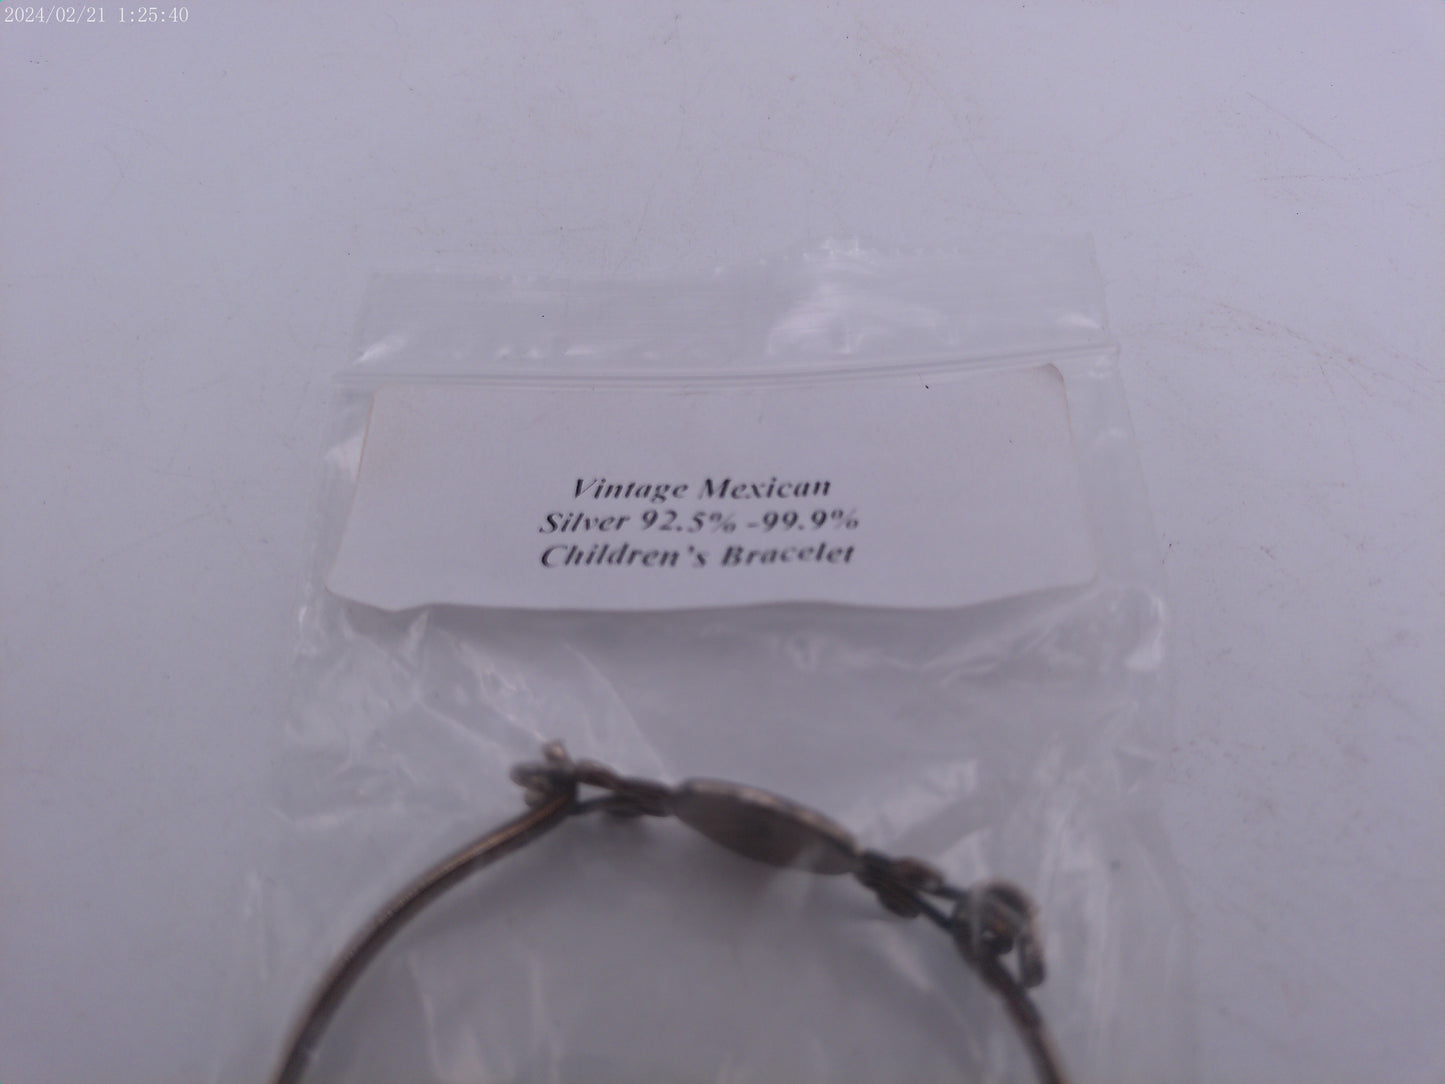 2024/02/21 1:25:40
Vintage Mexican
Silver 92.5% -99.9%
Children's Bracelet